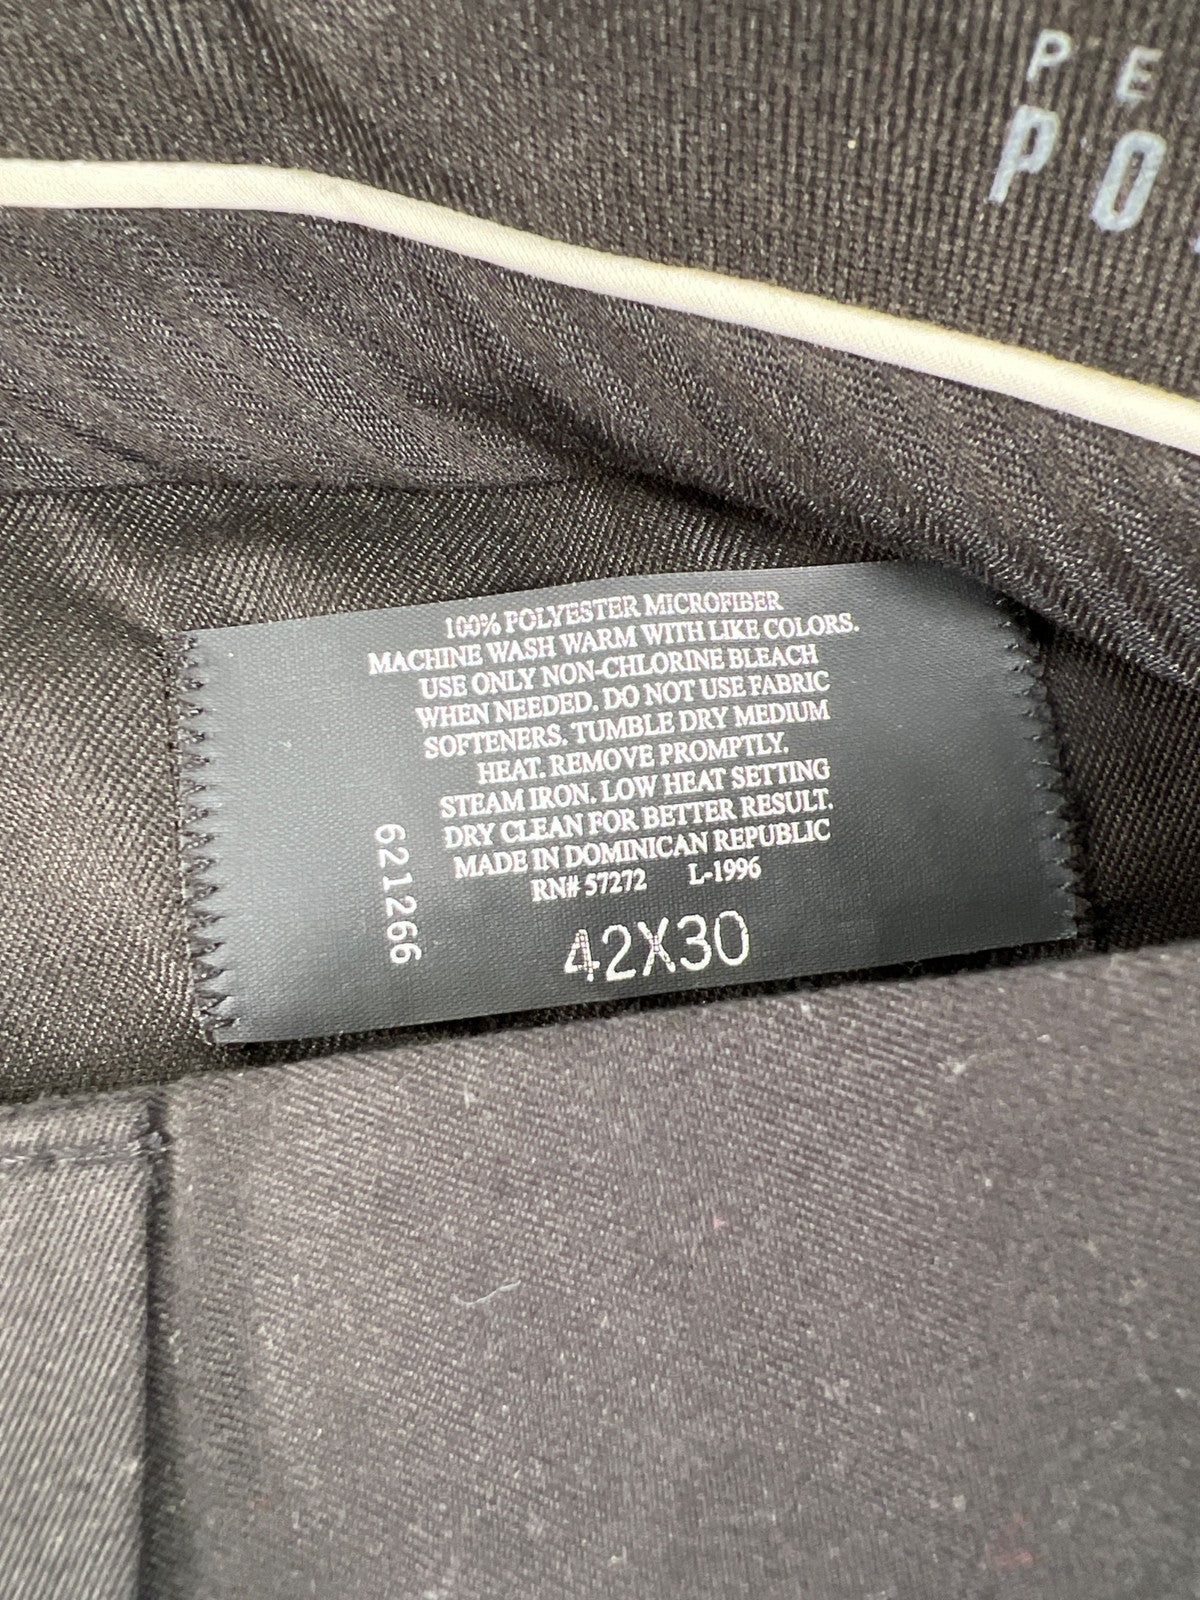 PE
PO
100% POLYESTER MICROFIBER
MACHINE WASH WARM WITH LIKE COLORS.
USE ONLY NON-CHLORINE BLEACH
WHEN NEEDED. DO NOT USE FABRIC
SOFTENERS. TUMBLE DRY MEDIUM
HEAT. REMOVE PROMPTLY.
STEAM IRON. LOW HEAT SETTING
DRY CLEAN FOR BETTER RESULT.
MADE IN DOMINICAN REPUBLIC
RN# 57272 L-1996
42X30
621266